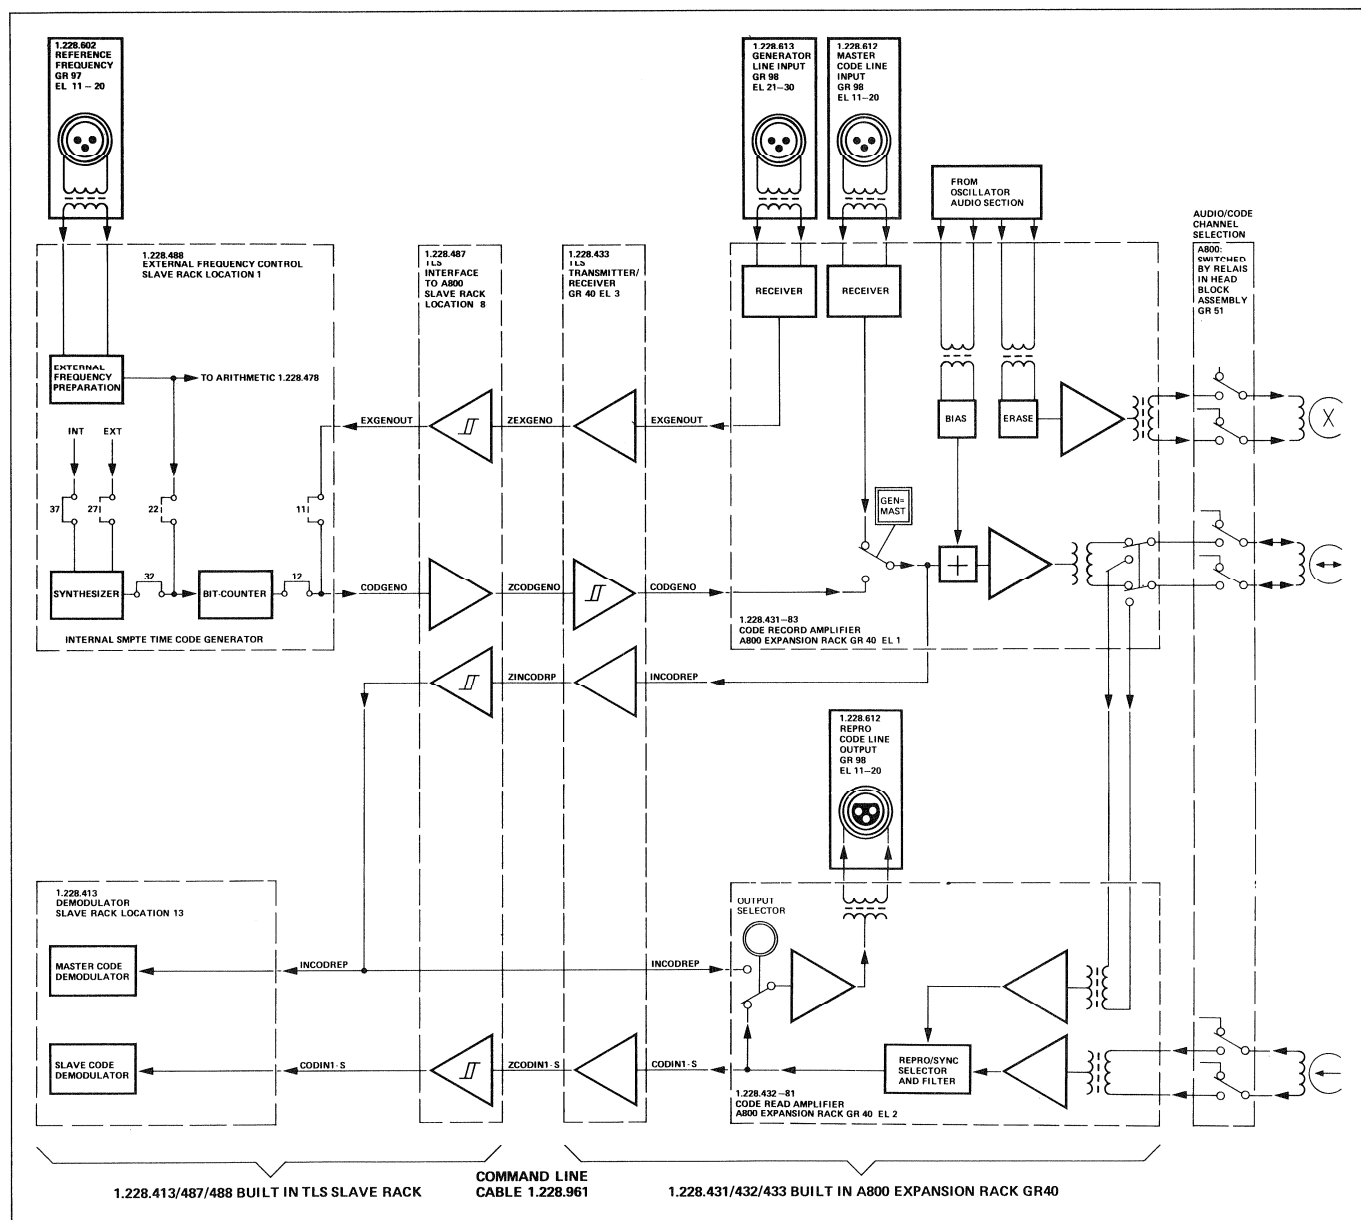 1.228.602
REFERENCE
FREQUENCY
GR 97
EL 11–20
1.228.613
GENERATOR
LINE INPUT
GR 98
EL 21–30
1.228.612
MASTER
CODE LINE
INPUT
GR 98
EL 11–20
FROM
OSCILLATOR
AUDIO SECTION
AUDIO/CODE
CHANNEL
SELECTION
A800:
SWITCHED
BY RELAIS
IN HEAD
BLOCK
ASSEMBLY
GR 51
1.228.488
EXTERNAL FREQUENCY CONTROL
SLAVE RACK LOCATION 1
1.228.487
TLS
INTERFACE
TO A800
SLAVE RACK
LOCATION 8
1.228.433
TLS
TRANSMITTER/
RECEIVER
GR 40 EL 3
RECEIVER
RECEIVER
EXTERNAL
FREQUENCY
PREPARATION
TO ARITHMETIC 1.228.478
INT
EXT
EXGENOUT
ZEXGENO
EXGENOUT
BIAS
ERASE
37
27
22
11
GEN=
MAST
32
12
SYNTHESIZER
BIT-COUNTER
CODGENO
ZCODGENO
CODGENO
INTERNAL SMPTE TIME CODE GENERATOR
1.228.431–83
CODE RECORD AMPLIFIER
A800 EXPANSION RACK GR 40 EL 1
ZINCODRP
INCODREP
1.228.612
REPRO
CODE LINE
OUTPUT
GR 98
EL 11–20
1.228.413
DEMODULATOR
SLAVE RACK LOCATION 13
OUTPUT
SELECTOR
MASTER CODE
DEMODULATOR
INCODREP
INCODREP
SLAVE CODE
DEMODULATOR
CODIN1-S
ZCODIN1-S
CODIN1-S
REPRO/SYNC
SELECTOR
AND FILTER
1.228.432–81
CODE READ AMPLIFIER
A800 EXPANSION RACK GR 40 EL 2
1.228.413/487/488 BUILT IN TLS SLAVE RACK
COMMAND LINE
CABLE 1.228.961
1.228.431/432/433 BUILT IN A800 EXPANSION RACK GR40